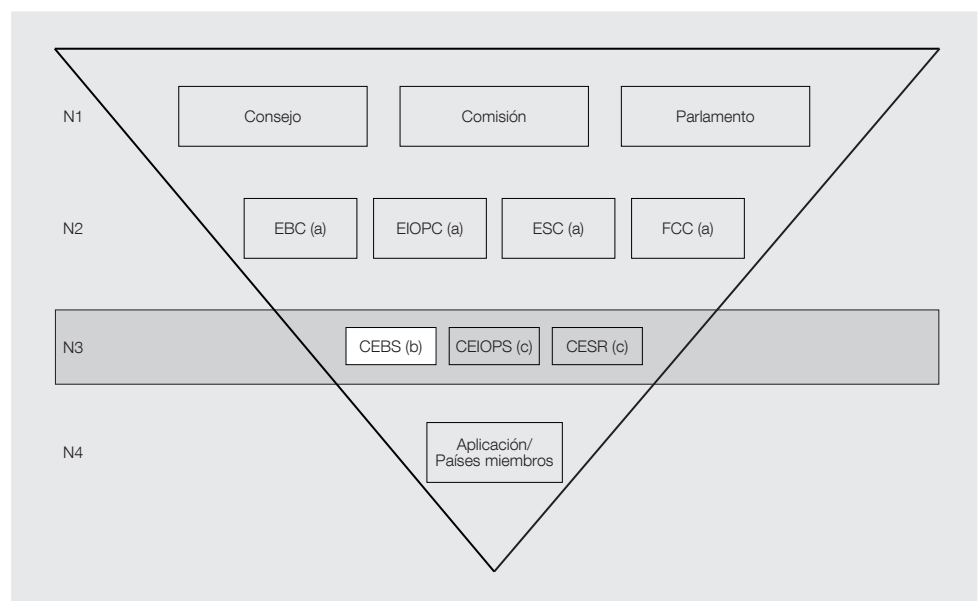 N1
Consejo
Comisión
Parlamento
N2
EBC (a)
EIOPC (a)
ESC (a)
FCC (a)
N3
CEBS (b)
CEIOPS (c)
CESR (c)
N4
Aplicación/
Países miembros